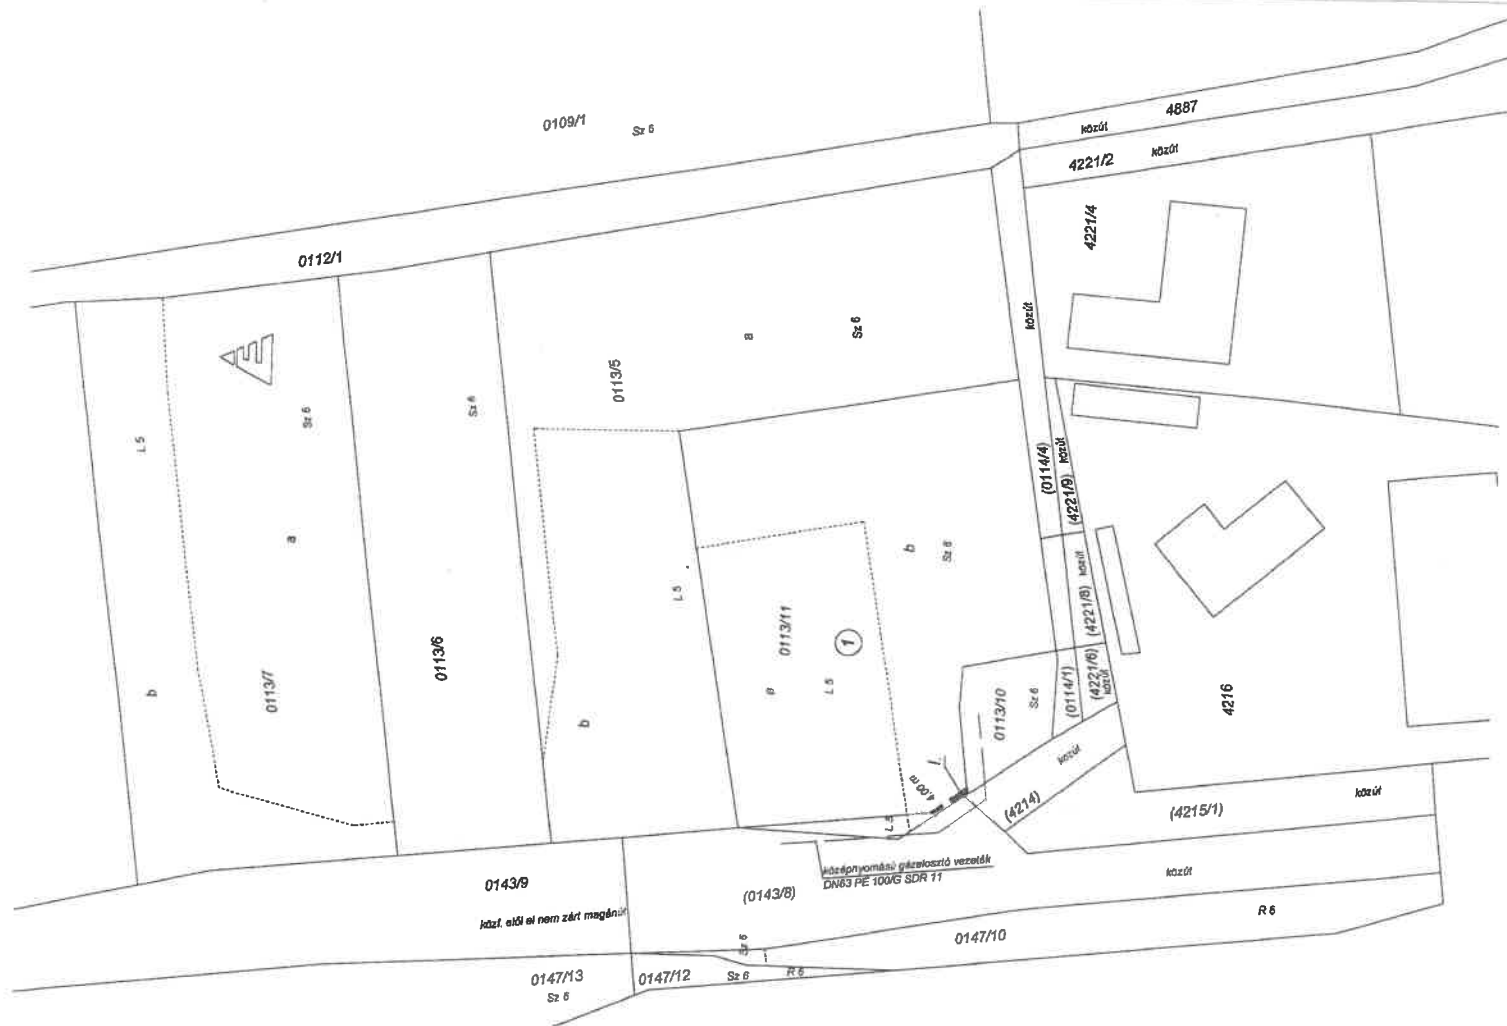 0109/1
Sz 6
4887
közút
4221/2
közút
4221/4
0112/1
közút
a
Sz 6
0113/5
Sz 6
Sz 6
L 5
(0114/4)
(4221/9)
közút
a
b
Sz 6
L 5
közút
(4221/8)
0113/11
1
0113/6
(4221/6)
közút
(0114/1)
0113/7
b
a
L 5
Sz 6
0113/10
4216
b
I.
4,00 m
közút
(4214)
közút
(4215/1)
L 5
középnyomású gázelosztó vezeték
DN63 PE 100/G SDR 11
közút
0143/9
(0143/8)
közf. elől el nem zárt magánút
R 6
Sz 6
0147/10
0147/13
0147/12
Sz 6
R 6
Sz 6